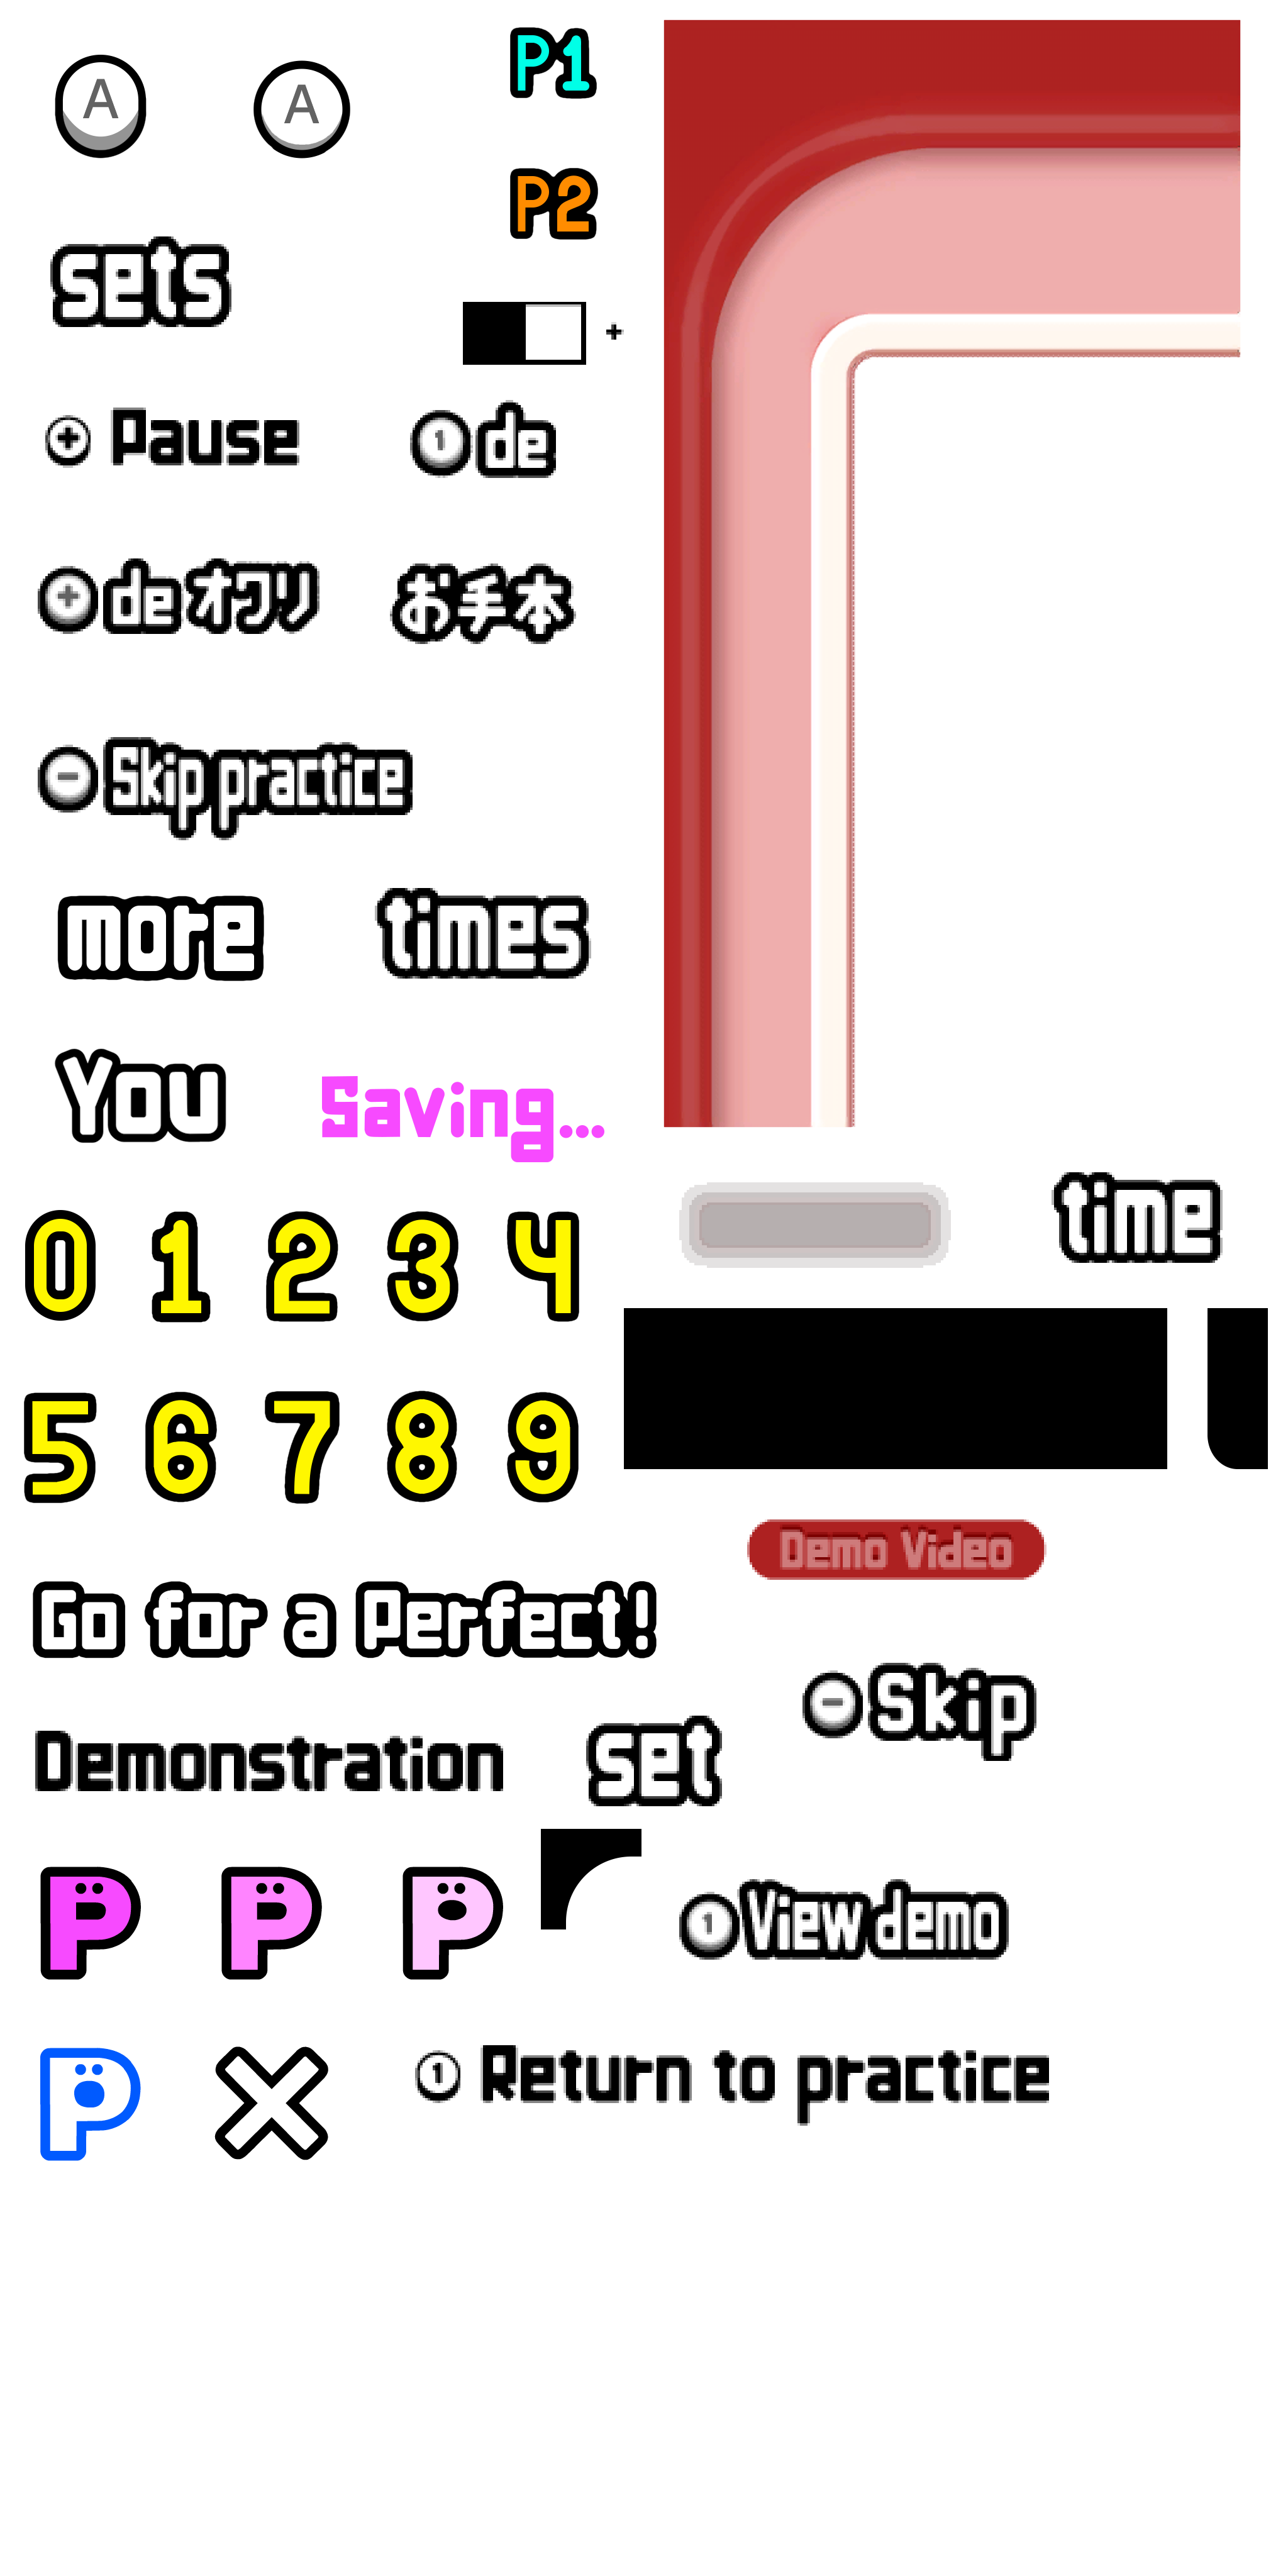 A A P1
P2
sets
+
+ Pause 1 de
+ de オワリ お手本
- Skip practice
more times
You Saving...
time
0 1 2 3 4
5 6 7 8 9
Demo Video
Go for a Perfect!
- Skip
Demonstration set
P P P
1 View demo
P
1 Return to practice